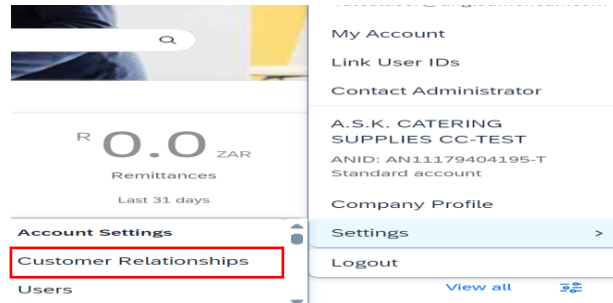 My Account
Link User IDs
Contact Administrator
A.S.K. CATERING
SUPPLIES CC-TEST
ANID: AN11179404195-T
Standard account
Company Profile
Settings >
Logout
View all
R 0.0 ZAR
Remittances
Last 31 days
Account Settings
Customer Relationships
Users